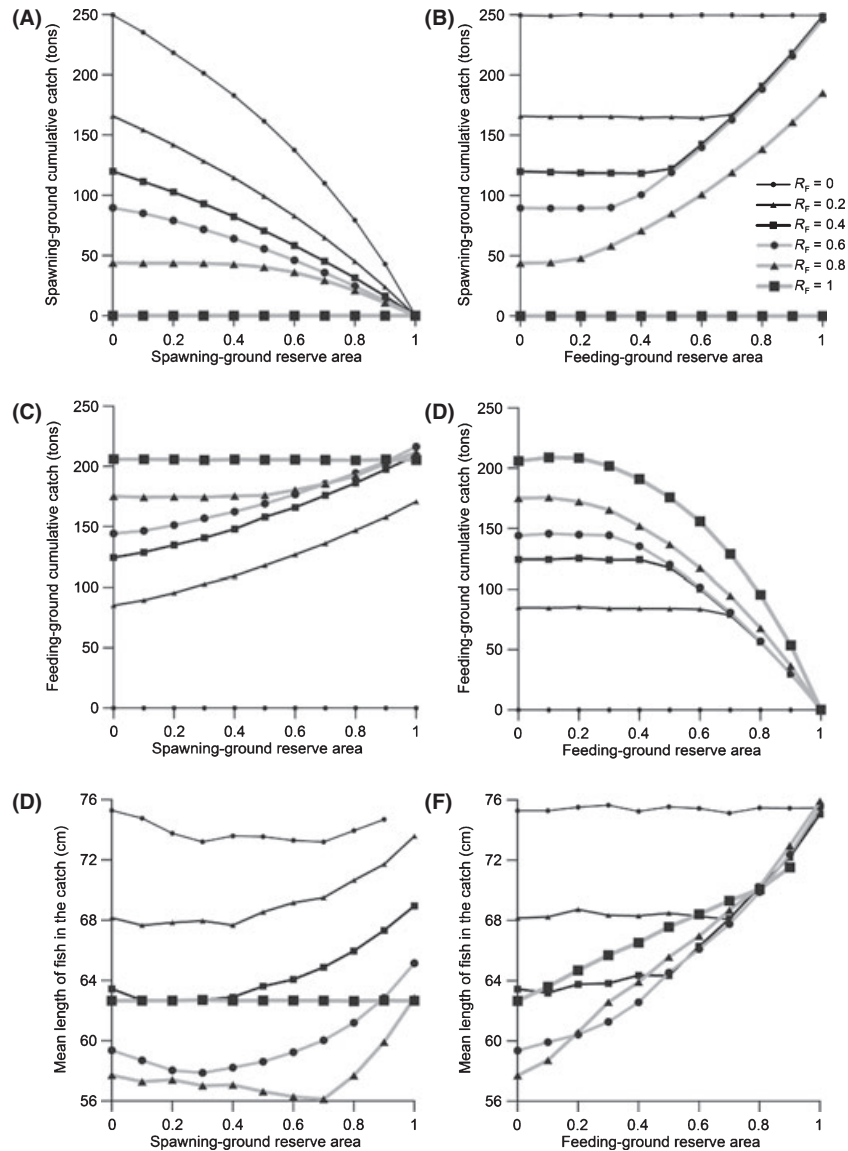 (A)
Spawning-ground cumulative catch (tons)
250
200
150
100
50
0
0 0.2 0.4 0.6 0.8 1
Spawning-ground reserve area
(B)
Spawning-ground cumulative catch (tons)
250
200
150
100
50
0
0 0.2 0.4 0.6 0.8 1
Feeding-ground reserve area
RF = 0
RF = 0.2
RF = 0.4
RF = 0.6
RF = 0.8
RF = 1
(C)
Feeding-ground cumulative catch (tons)
250
200
150
100
50
0
0 0.2 0.4 0.6 0.8 1
Spawning-ground reserve area
(D)
Feeding-ground cumulative catch (tons)
250
200
150
100
50
0
0 0.2 0.4 0.6 0.8 1
Feeding-ground reserve area
(D)
Mean length of fish in the catch (cm)
76
72
68
64
60
56
0 0.2 0.4 0.6 0.8 1
Spawning-ground reserve area
(F)
Mean length of fish in the catch (cm)
76
72
68
64
60
56
0 0.2 0.4 0.6 0.8 1
Feeding-ground reserve area